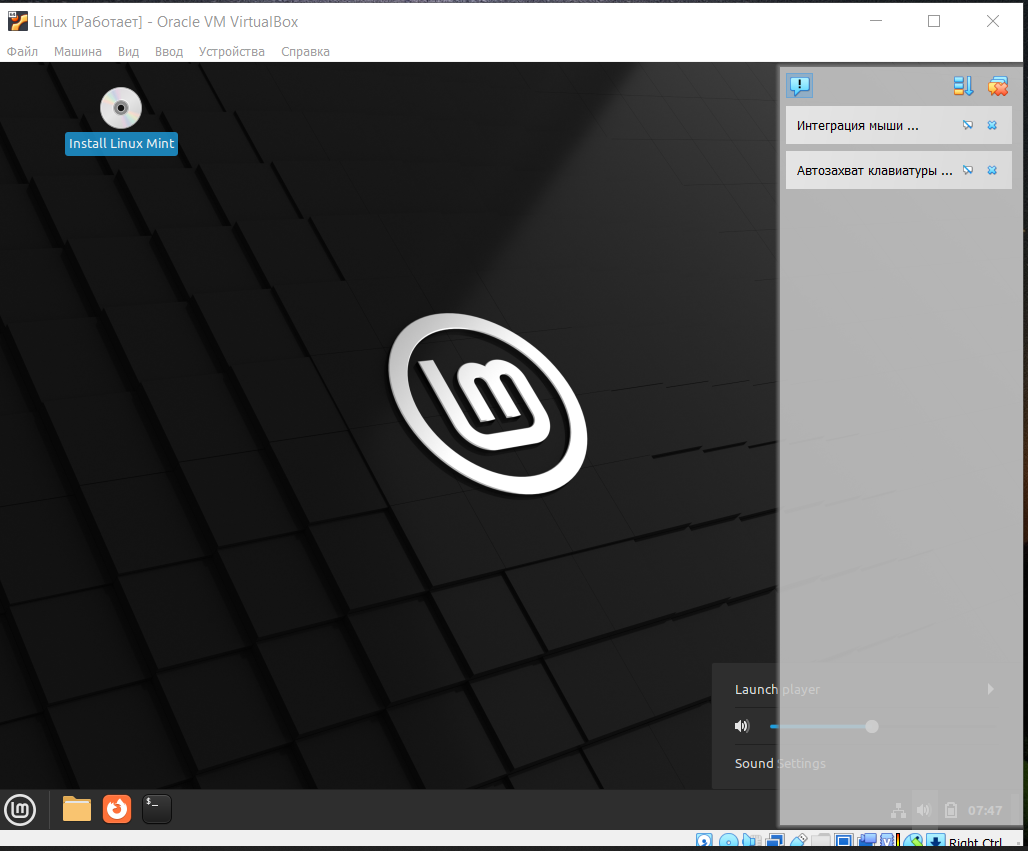 Linux [Работает] - Oracle VM VirtualBox
Файл Машина Вид Ввод Устройства Справка
Install Linux Mint
Интеграция мыши ...
Автозахват клавиатуры ...
Launch player
Sound Settings
07:47
Right Ctrl